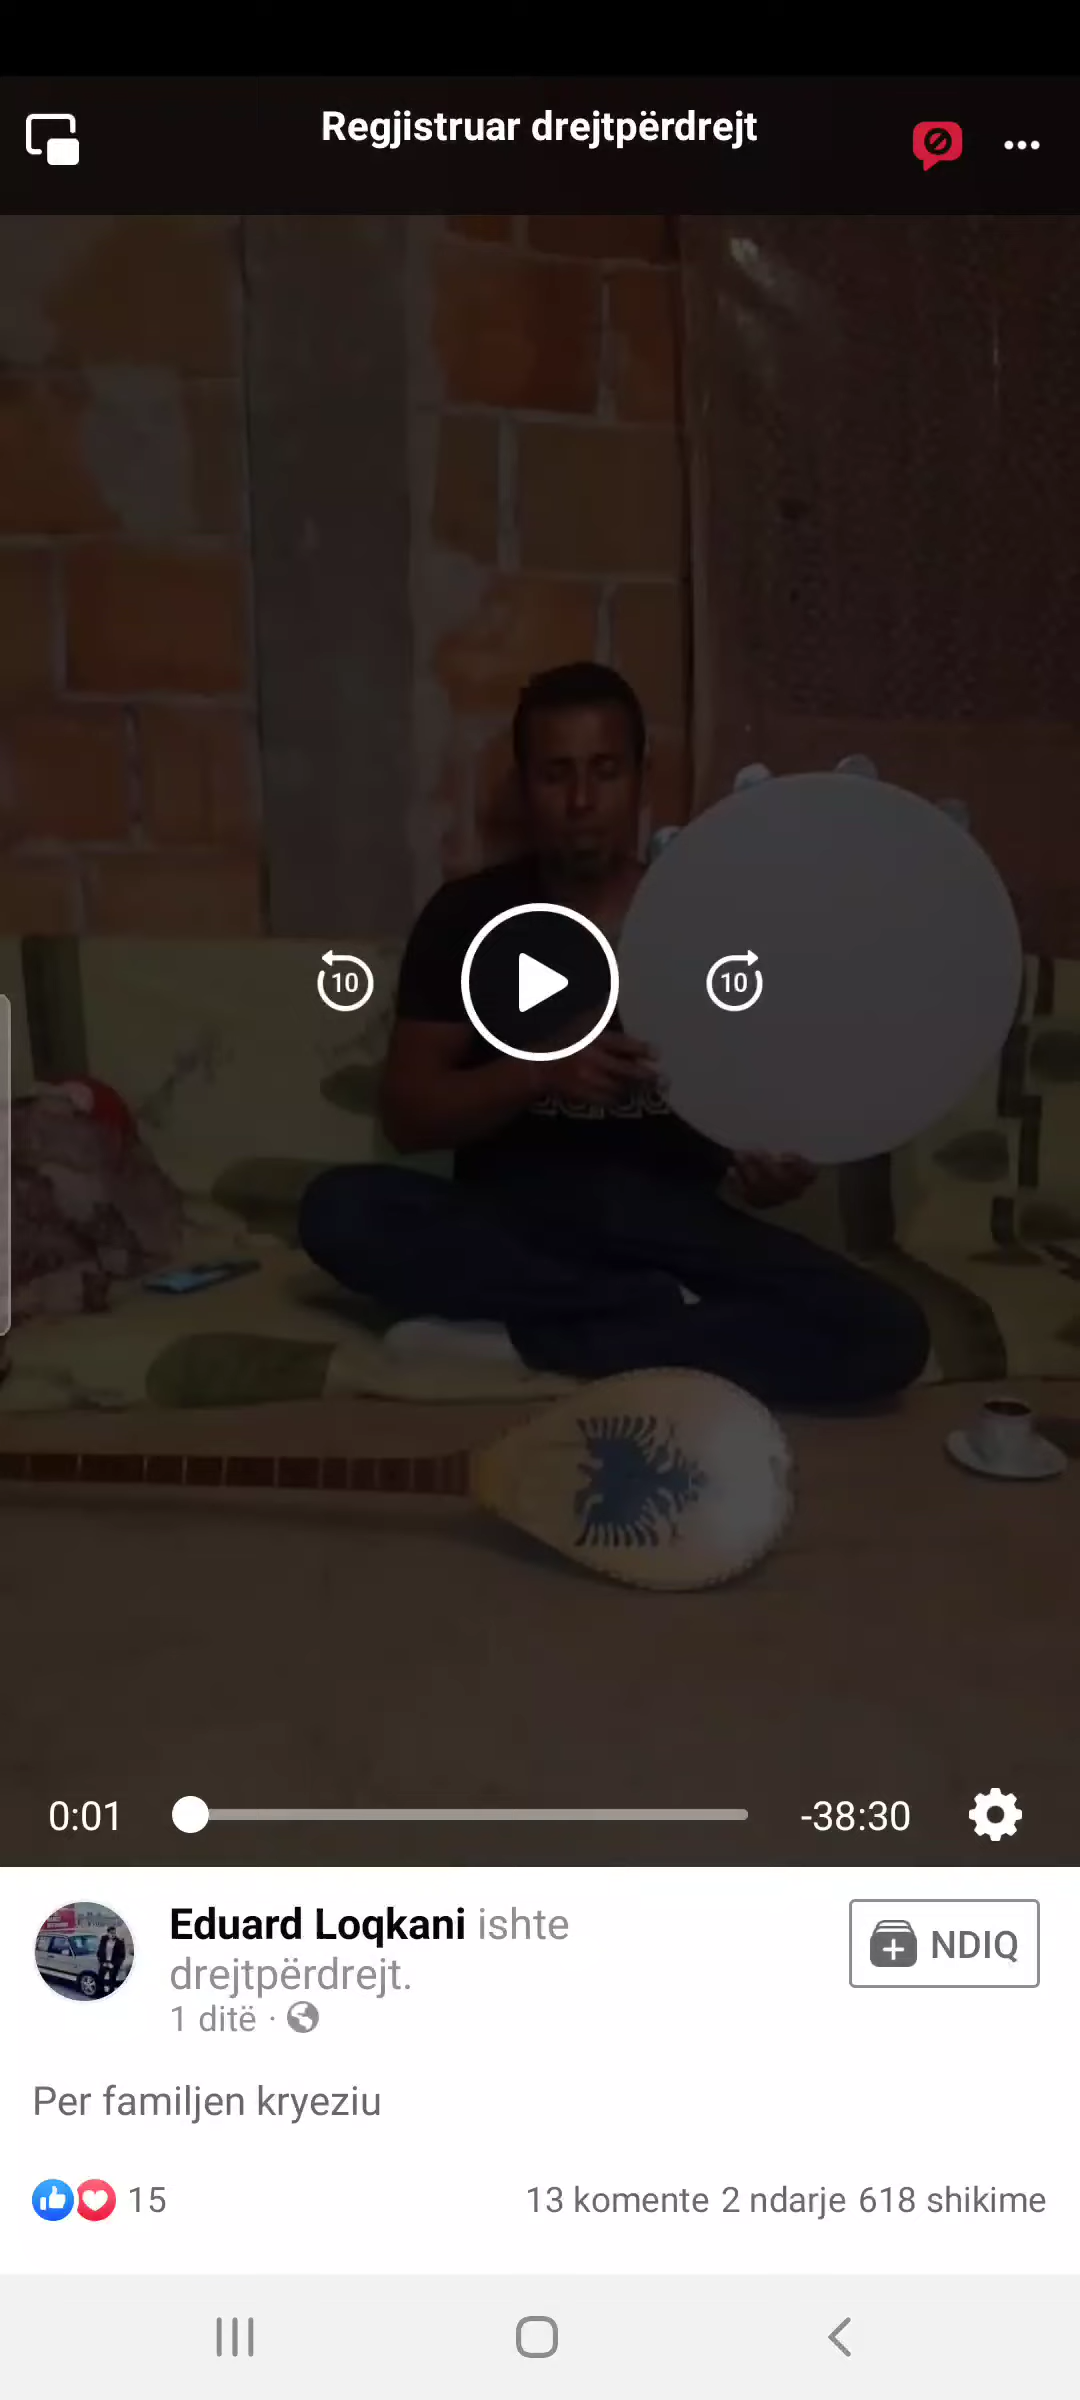 Regjistruar drejtpërdrejt
10
10
0:01
-38:30
Eduard Loqkani ishte
drejtpërdrejt.
NDIQ
1 ditë ·
Per familjen kryeziu
15
13 komente 2 ndarje 618 shikime